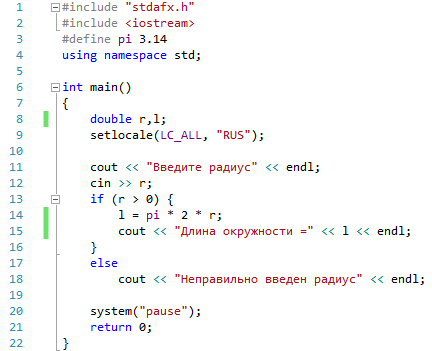 1 #include "stdafx.h"
2 #include <iostream>
3 #define pi 3.14
4 using namespace std;
5
6 int main()
7 {
8 double r,l;
9 setlocale(LC_ALL, "RUS");
10
11 cout << "Введите радиус" << endl;
12 cin >> r;
13 if (r > 0) {
14 l = pi * 2 * r;
15 cout << "Длина окружности =" << l << endl;
16 }
17 else
18 cout << "Неправильно введен радиус" << endl;
19
20 system("pause");
21 return 0;
22 }